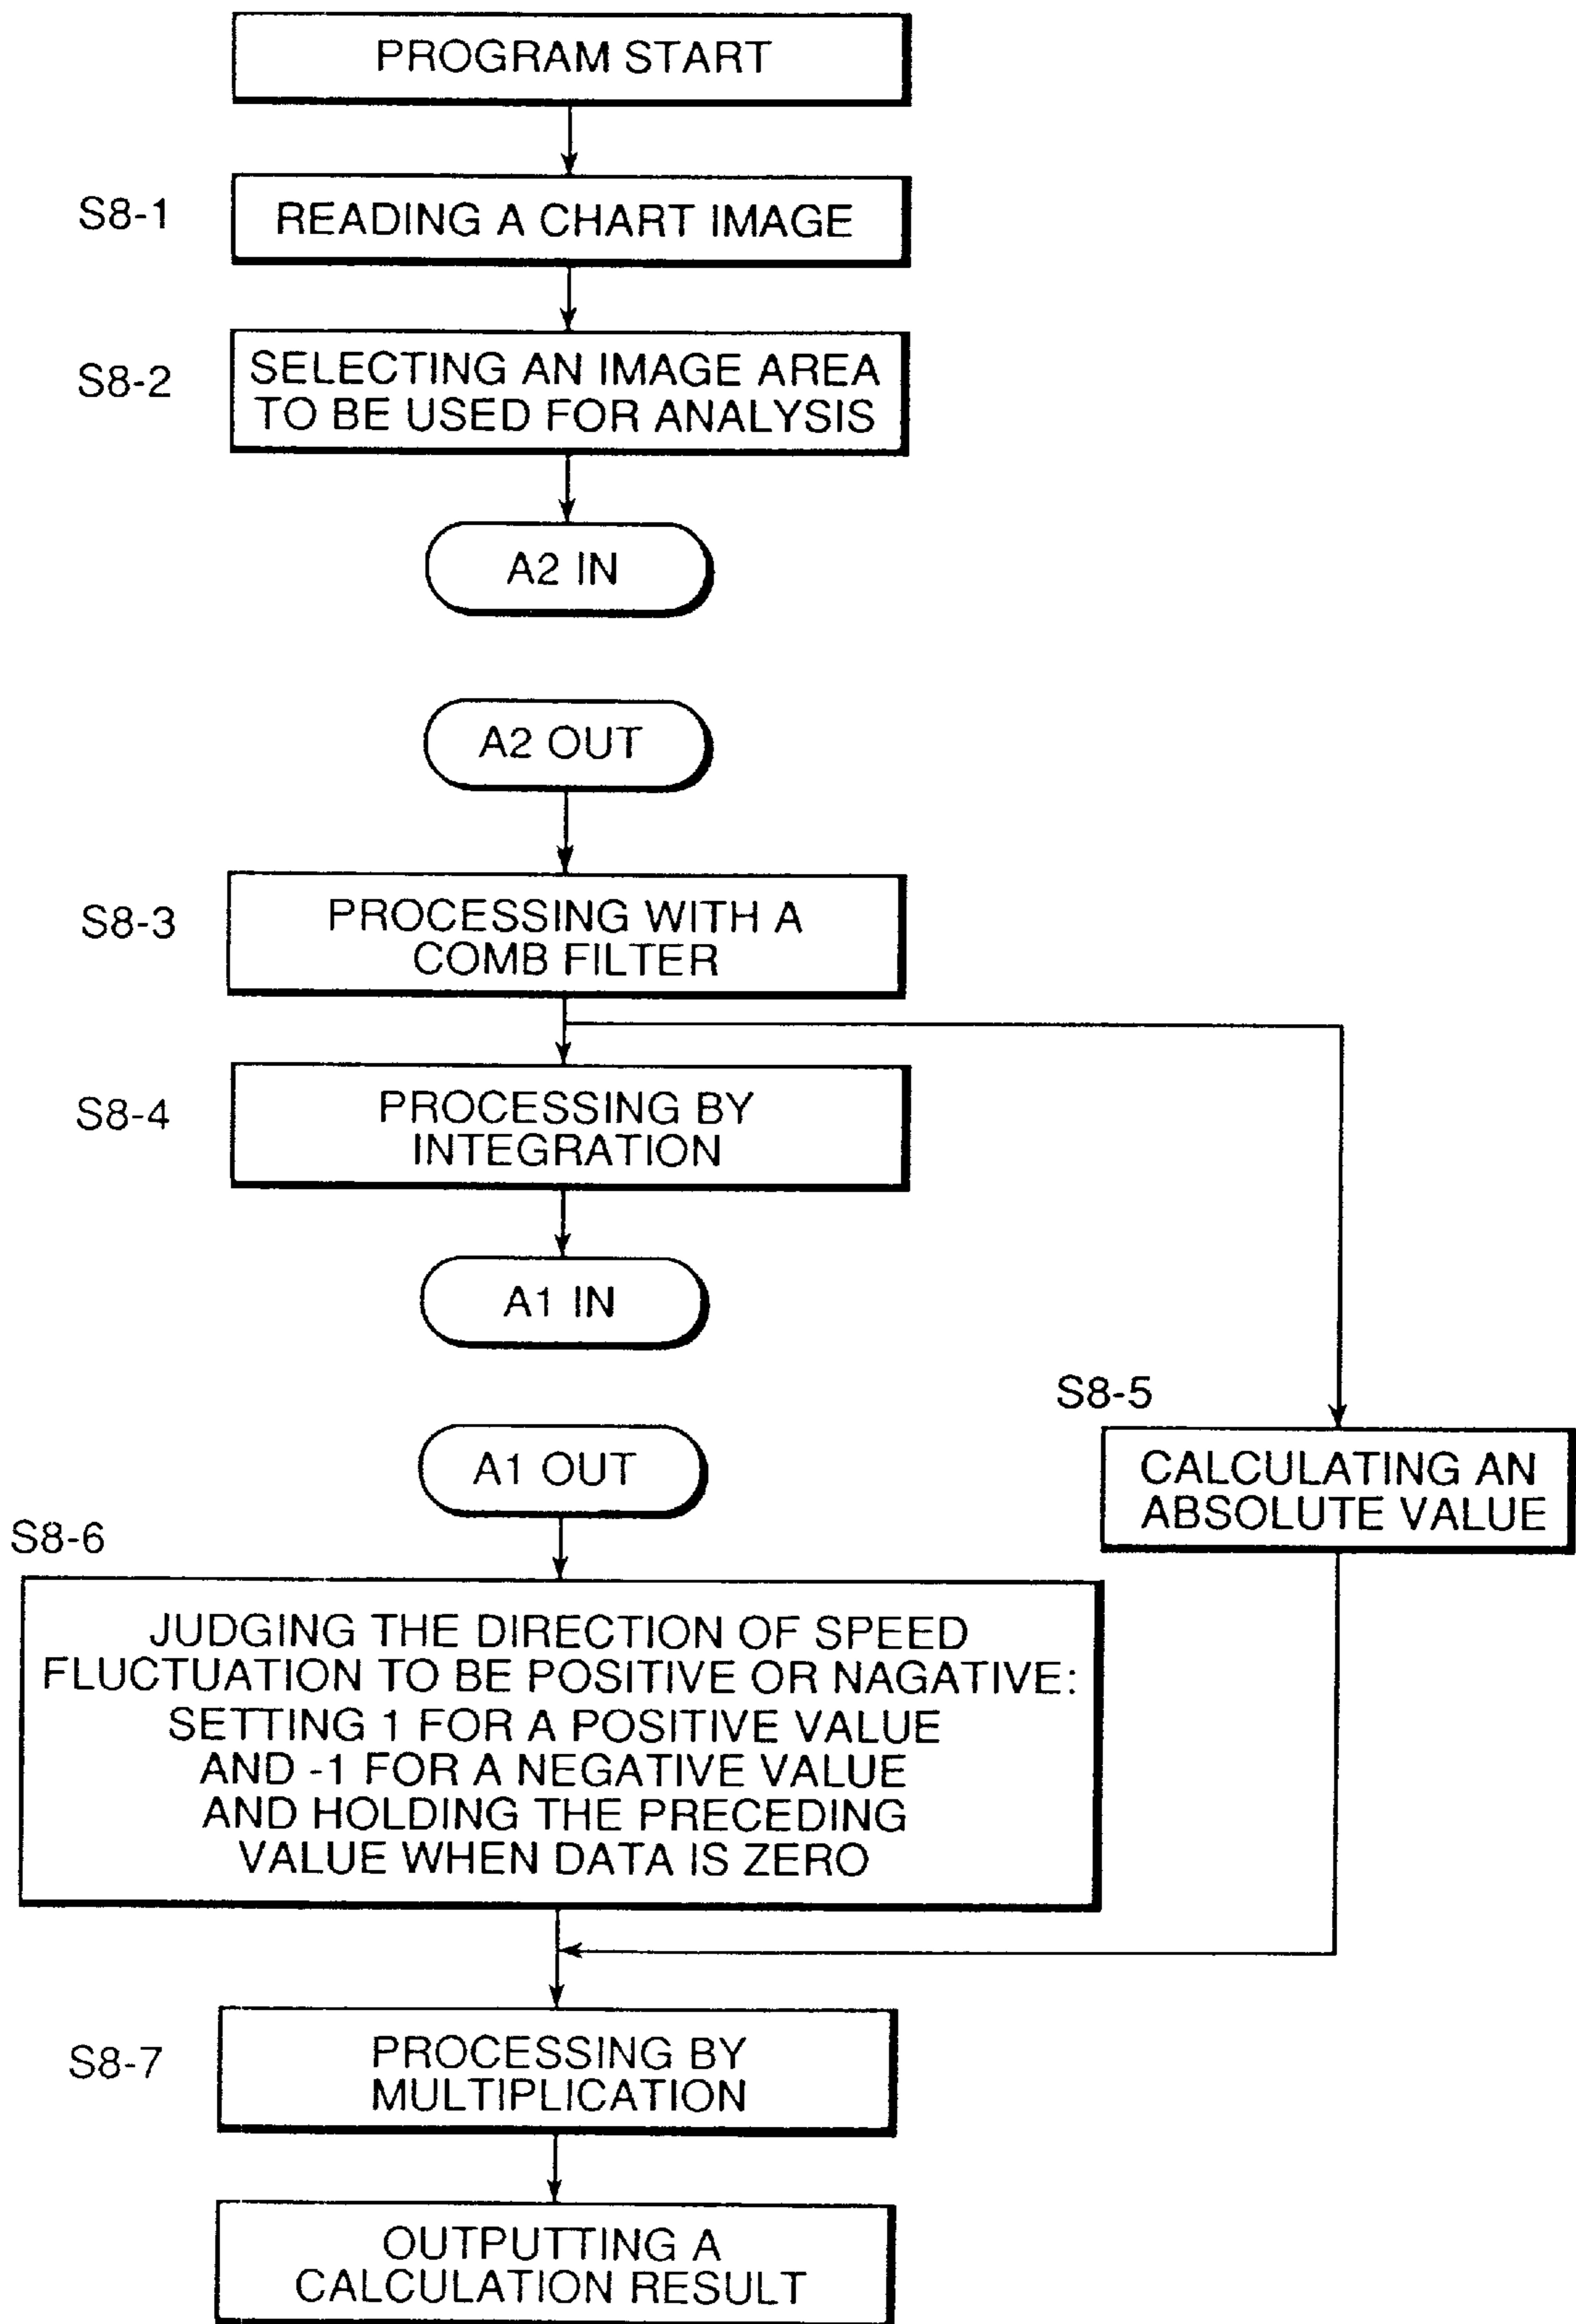 PROGRAM START
S8-1
READING A CHART IMAGE
S8-2
SELECTING AN IMAGE AREA
TO BE USED FOR ANALYSIS
A2 IN
A2 OUT
S8-3
PROCESSING WITH A
COMB FILTER
S8-4
PROCESSING BY
INTEGRATION
A1 IN
S8-5
CALCULATING AN
ABSOLUTE VALUE
A1 OUT
S8-6
JUDGING THE DIRECTION OF SPEED
FLUCTUATION TO BE POSITIVE OR NAGATIVE:
SETTING 1 FOR A POSITIVE VALUE
AND -1 FOR A NEGATIVE VALUE
AND HOLDING THE PRECEDING
VALUE WHEN DATA IS ZERO
S8-7
PROCESSING BY
MULTIPLICATION
OUTPUTTING A
CALCULATION RESULT